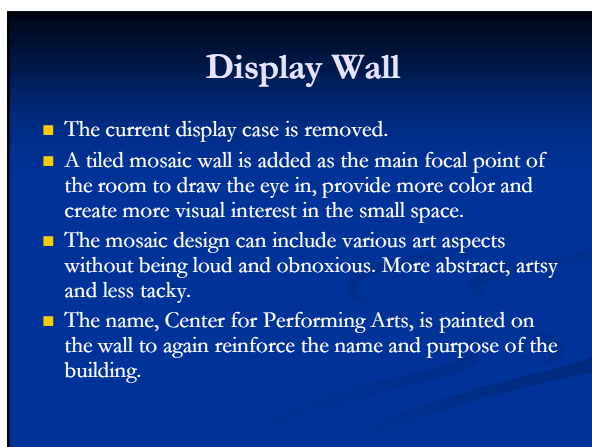 Display Wall
The current display case is removed.
A tiled mosaic wall is added as the main focal point of
the room to draw the eye in, provide more color and
create more visual interest in the small space.
The mosaic design can include various art aspects
without being loud and obnoxious. More abstract, artsy
and less tacky.
The name, Center for Performing Arts, is painted on
the wall to again reinforce the name and purpose of the
building.